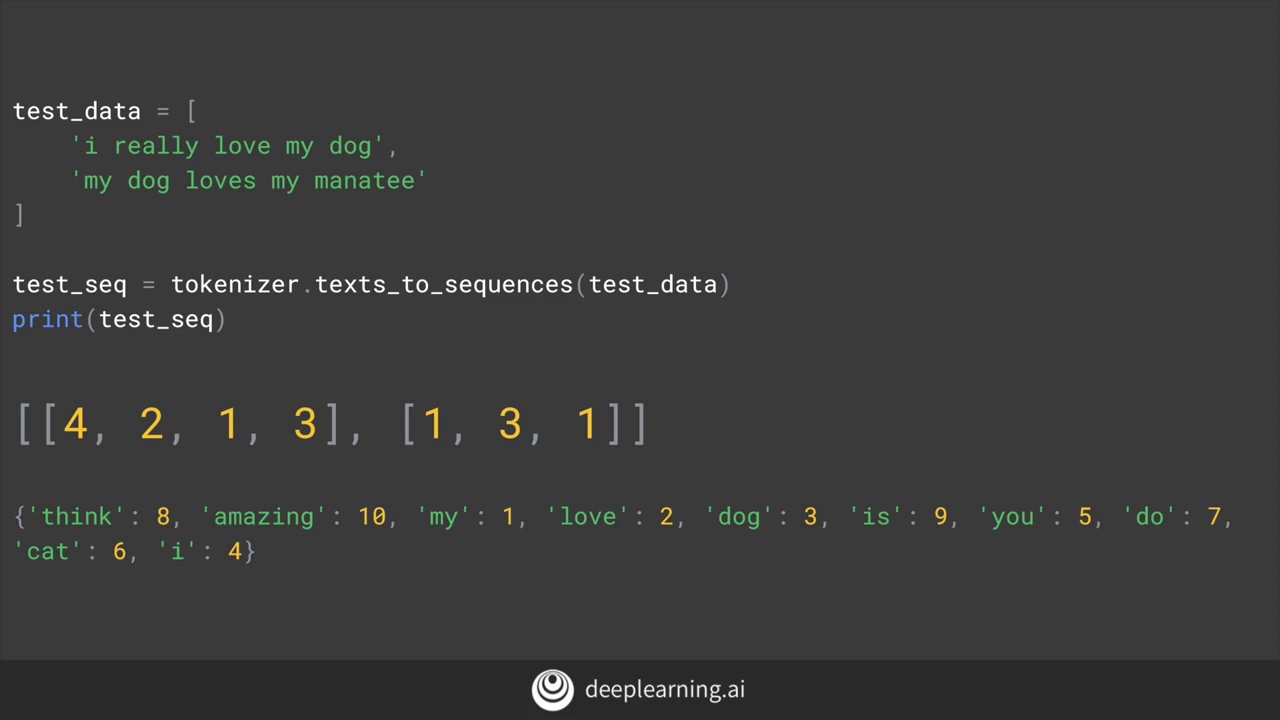 test_data = [
    'i really love my dog',
    'my dog loves my manatee'
]
test_seq = tokenizer.texts_to_sequences(test_data)
print(test_seq)
[[4, 2, 1, 3], [1, 3, 1]]
{'think': 8, 'amazing': 10, 'my': 1, 'love': 2, 'dog': 3, 'is': 9, 'you': 5, 'do': 7,
'cat': 6, 'i': 4}
deeplearning.ai